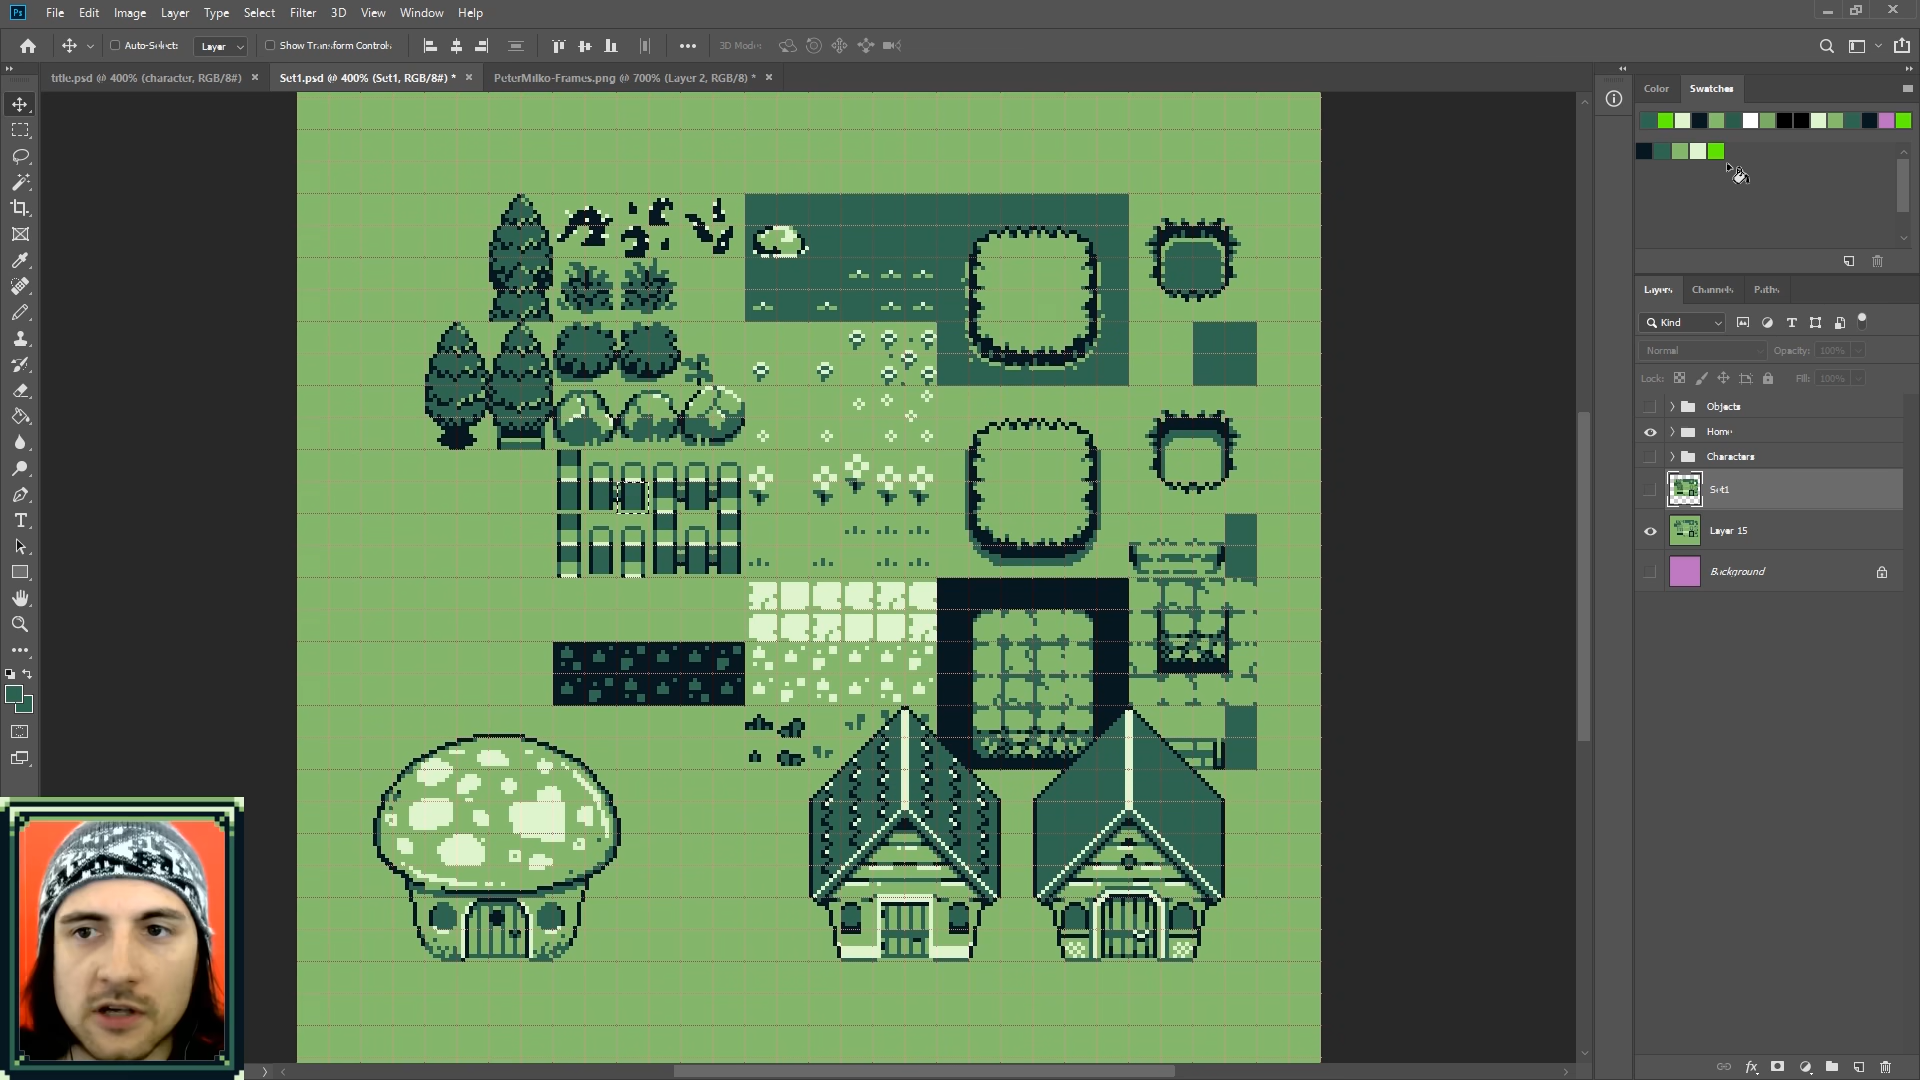 Ps File Edit Image Layer Type Select Filter 3D View Window Help
Auto-Select: Layer Show Transform Controls 3D Mode:
title.psd @ 400% (character, RGB/8#) × Set1.psd @ 400% (Set1, RGB/8#) * × PeterMilko-Frames.png @ 700% (Layer 2, RGB/8) * ×
Color Swatches
Layers Channels Paths
Kind
Normal Opacity: 100%
Lock: Fill: 100%
Objects
Home
Characters
Set1
Layer 15
Background
fx